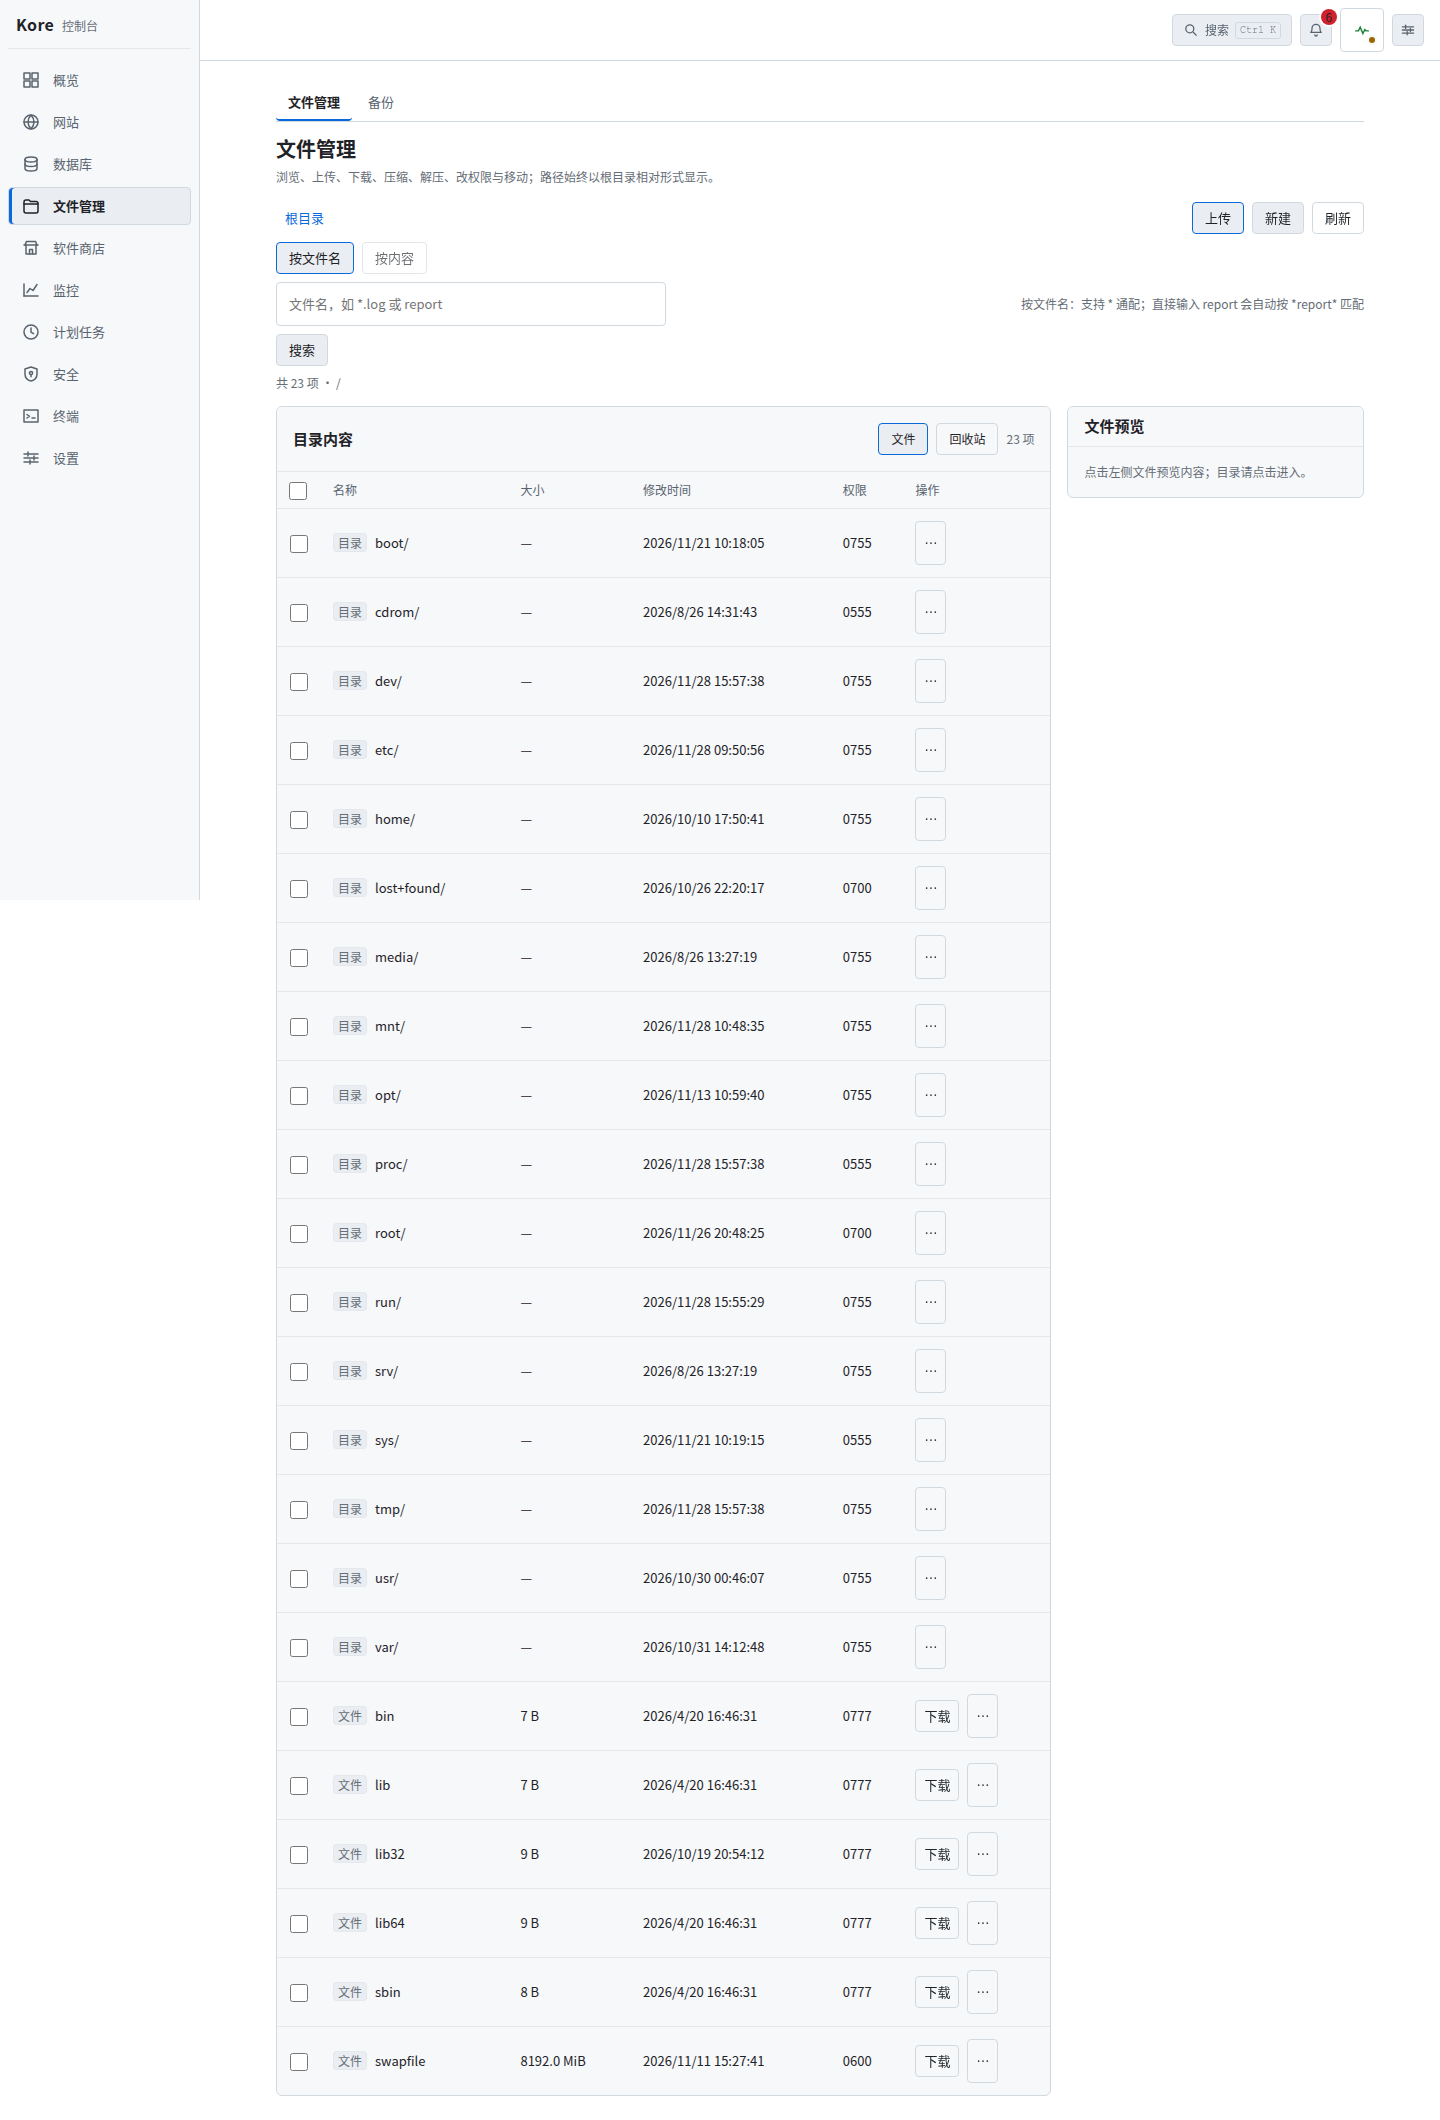 Kore 控制台
搜索 Ctrl K
6
概览
网站
数据库
文件管理
软件商店
监控
计划任务
安全
终端
设置
文件管理 备份
文件管理
浏览、上传、下载、压缩、解压、改权限与移动；路径始终以根目录相对形式显示。
根目录 上传 新建 刷新
按文件名 按内容
文件名，如 *.log 或 report 按文件名：支持 * 通配；直接输入 report 会自动按 *report* 匹配
搜索
共 23 项 · /
目录内容 文件 回收站 23 项
名称 大小 修改时间 权限 操作
目录 boot/ — 2026/11/21 10:18:05 0755 ···
目录 cdrom/ — 2026/8/26 14:31:43 0555 ···
目录 dev/ — 2026/11/28 15:57:38 0755 ···
目录 etc/ — 2026/11/28 09:50:56 0755 ···
目录 home/ — 2026/10/10 17:50:41 0755 ···
目录 lost+found/ — 2026/10/26 22:20:17 0700 ···
目录 media/ — 2026/8/26 13:27:19 0755 ···
目录 mnt/ — 2026/11/28 10:48:35 0755 ···
目录 opt/ — 2026/11/13 10:59:40 0755 ···
目录 proc/ — 2026/11/28 15:57:38 0555 ···
目录 root/ — 2026/11/26 20:48:25 0700 ···
目录 run/ — 2026/11/28 15:55:29 0755 ···
目录 srv/ — 2026/8/26 13:27:19 0755 ···
目录 sys/ — 2026/11/21 10:19:15 0555 ···
目录 tmp/ — 2026/11/28 15:57:38 0755 ···
目录 usr/ — 2026/10/30 00:46:07 0755 ···
目录 var/ — 2026/10/31 14:12:48 0755 ···
文件 bin 7 B 2026/4/20 16:46:31 0777 下载 ···
文件 lib 7 B 2026/4/20 16:46:31 0777 下载 ···
文件 lib32 9 B 2026/10/19 20:54:12 0777 下载 ···
文件 lib64 9 B 2026/4/20 16:46:31 0777 下载 ···
文件 sbin 8 B 2026/4/20 16:46:31 0777 下载 ···
文件 swapfile 8192.0 MiB 2026/11/11 15:27:41 0600 下载 ···
文件预览
点击左侧文件预览内容；目录请点击进入。